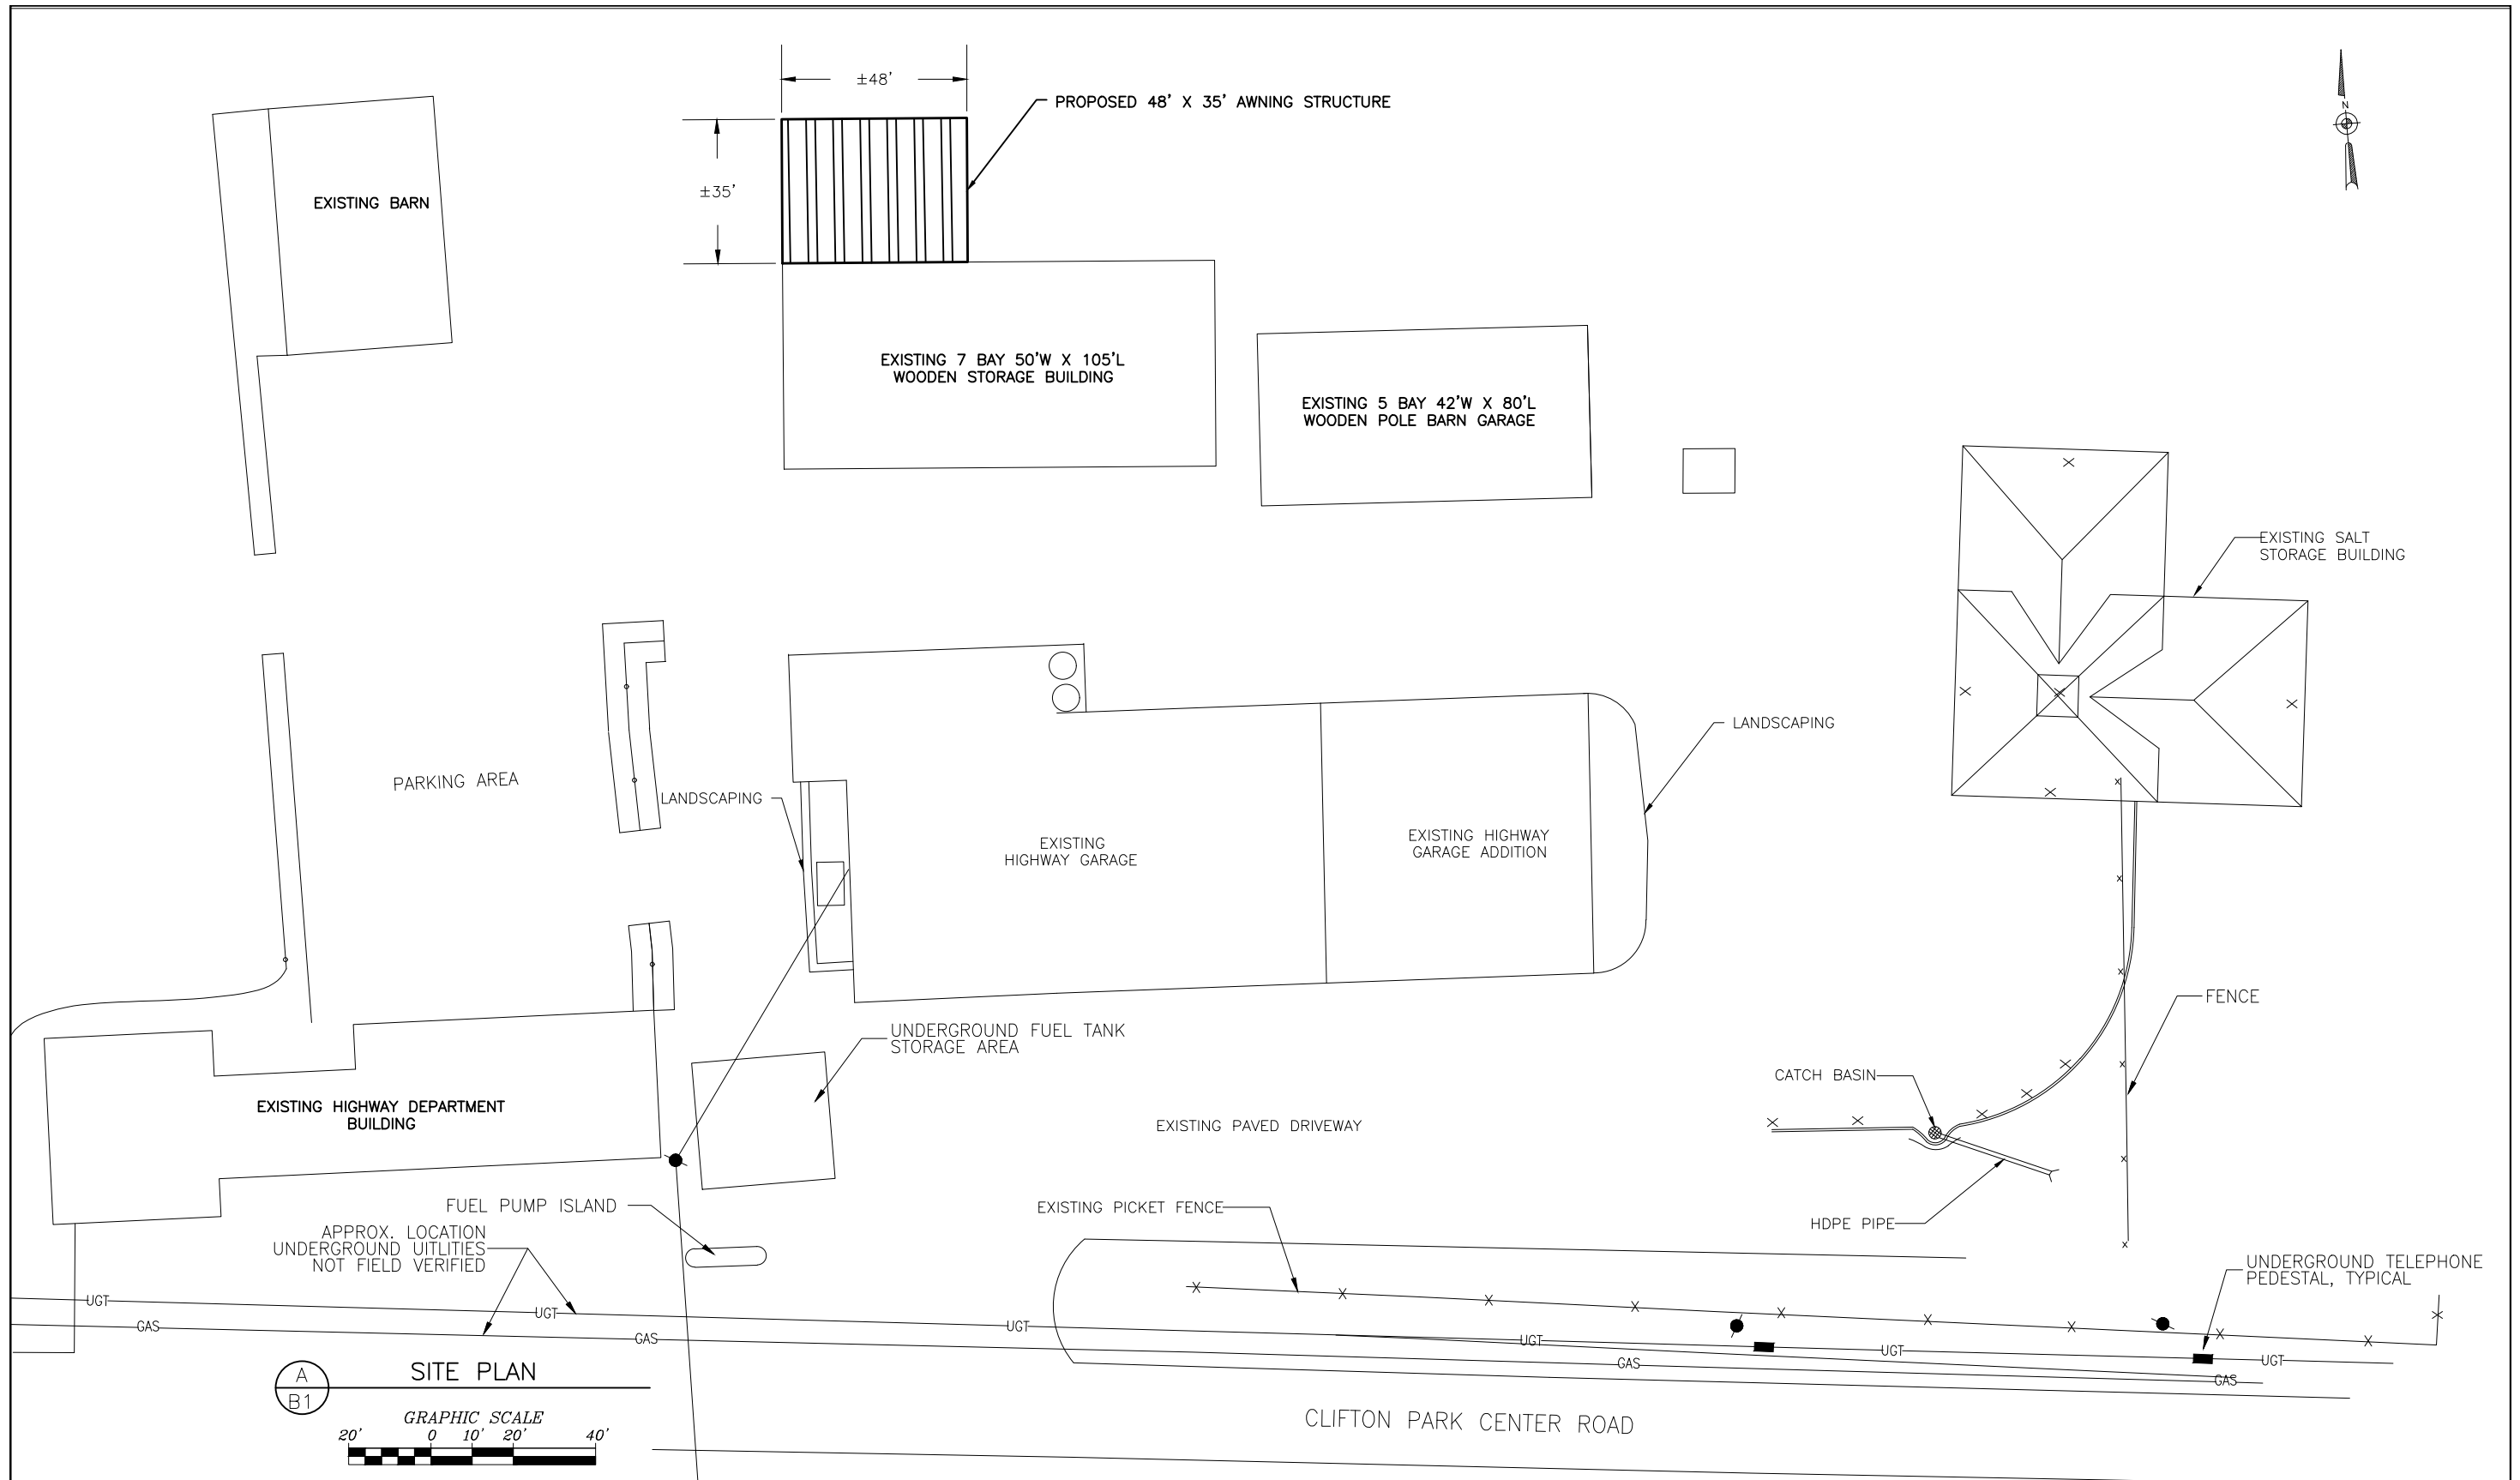 ±48'
PROPOSED 48' X 35' AWNING STRUCTURE
N
±35'
EXISTING BARN
EXISTING 7 BAY 50'W X 105'L
WOODEN STORAGE BUILDING
EXISTING 5 BAY 42'W X 80'L
WOODEN POLE BARN GARAGE
EXISTING SALT
STORAGE BUILDING
LANDSCAPING
PARKING AREA
LANDSCAPING
EXISTING
HIGHWAY GARAGE
EXISTING HIGHWAY
GARAGE ADDITION
FENCE
UNDERGROUND FUEL TANK
STORAGE AREA
CATCH BASIN
EXISTING HIGHWAY DEPARTMENT
BUILDING
EXISTING PAVED DRIVEWAY
FUEL PUMP ISLAND
EXISTING PICKET FENCE
HDPE PIPE
APPROX. LOCATION
UNDERGROUND UITLITIES
NOT FIELD VERIFIED
UNDERGROUND TELEPHONE
PEDESTAL, TYPICAL
UGT
UGT
UGT
UGT
UGT
UGT
GAS
GAS
GAS
GAS
A
B1
SITE PLAN
GRAPHIC SCALE
20' 0 10' 20' 40'
CLIFTON PARK CENTER ROAD